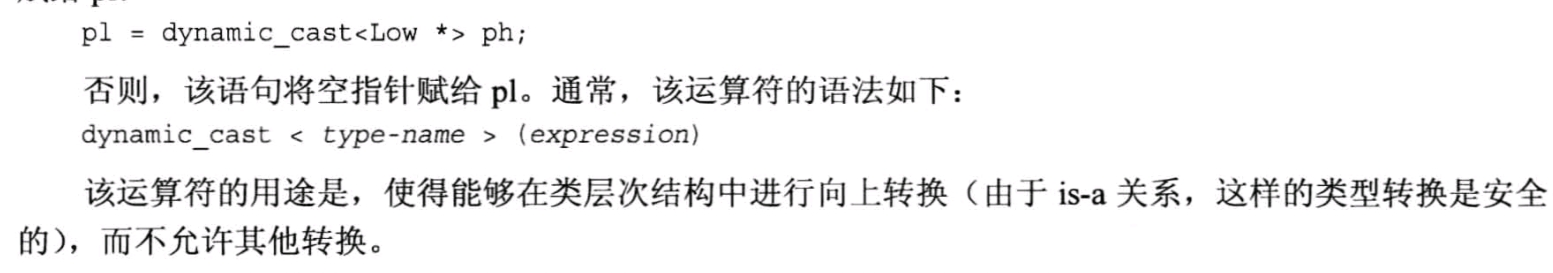 pl = dynamic_cast<Low *> ph;
否则，该语句将空指针赋给 pl。通常，该运算符的语法如下：
dynamic_cast < type-name > (expression)
该运算符的用途是，使得能够在类层次结构中进行向上转换（由于 is-a 关系，这样的类型转换是安全
的），而不允许其他转换。